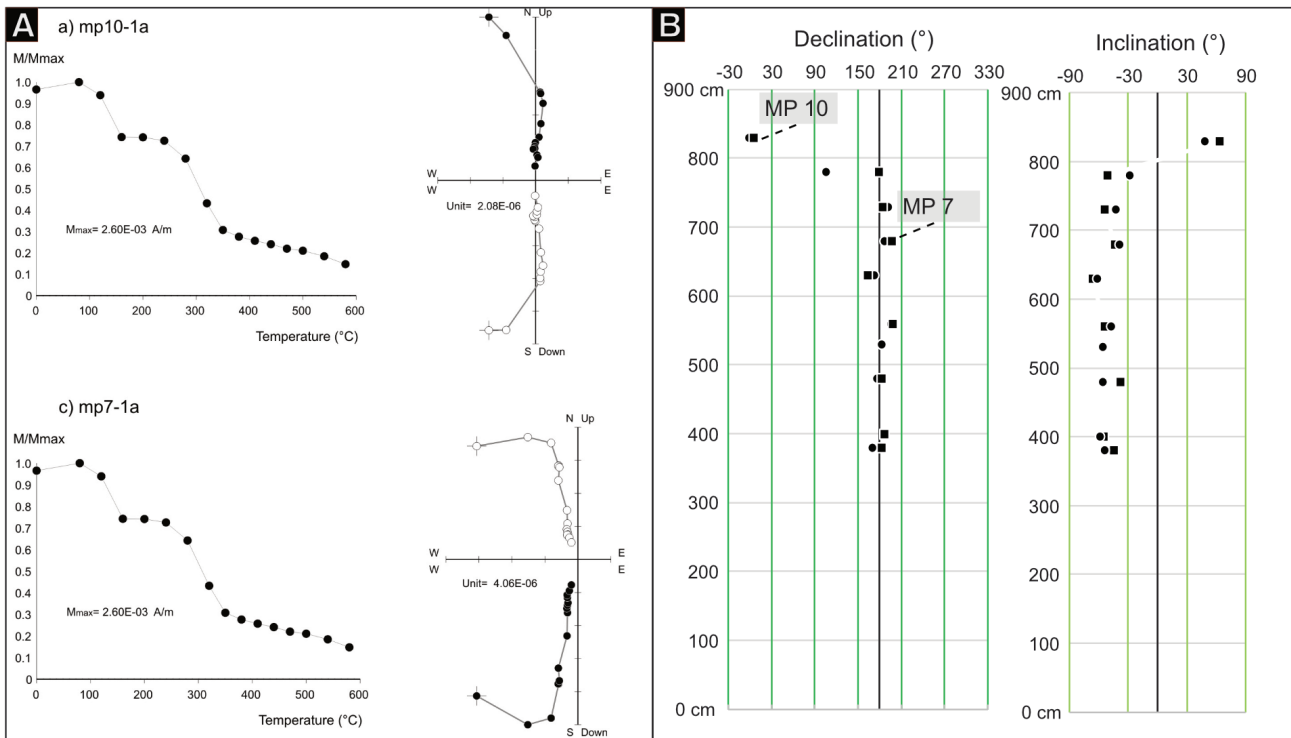 A
a) mp10-1a
M/Mmax
1.0
0.9
0.8
0.7
0.6
0.5
0.4
0.3
0.2
0.1
0
Mmax= 2.60E-03 A/m
0 100 200 300 400 500 600
Temperature (°C)
N Up
W E
W E
Unit= 2.08E-06
S Down
c) mp7-1a
M/Mmax
1.0
0.9
0.8
0.7
0.6
0.5
0.4
0.3
0.2
0.1
0
Mmax= 2.60E-03 A/m
0 100 200 300 400 500 600
Temperature (°C)
N Up
W E
W E
Unit= 4.06E-06
S Down
B
Declination (°)
-30 30 90 150 210 270 330
900 cm
800
700
600
500
400
300
200
100
0 cm
MP 10
MP 7
Inclination (°)
-90 -30 30 90
900 cm
800
700
600
500
400
300
200
100
0 cm